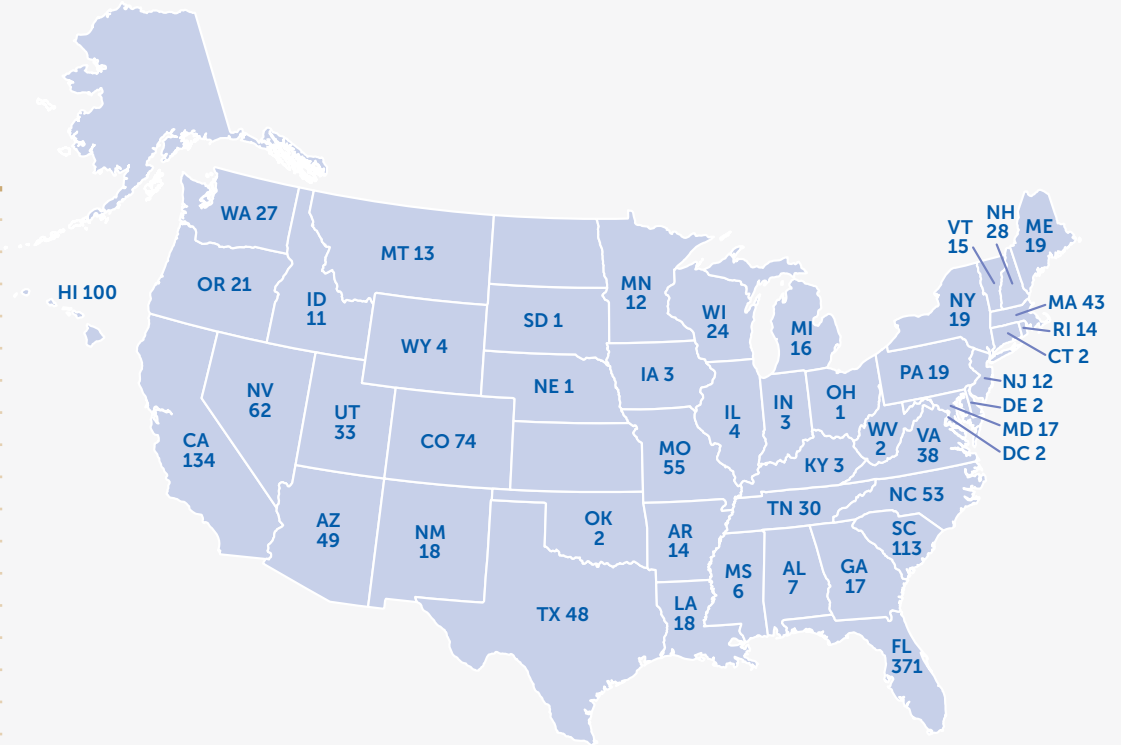 WA 27
OR 21
HI 100
ID
11
MT 13
WY 4
NV
62
UT
33
CA
134
CO 74
AZ
49
NM
18
SD 1
NE 1
MN
12
IA 3
WI
24
MI
16
IL
4
IN
3
OH
1
MO
55
KY 3
TN 30
OK
2
AR
14
TX 48
LA
18
MS
6
AL
7
GA
17
FL
371
SC
113
NC 53
WV
2
VA
38
PA 19
NY
19
VT
15
NH
28
ME
19
MA 43
RI 14
CT 2
NJ 12
DE 2
MD 17
DC 2